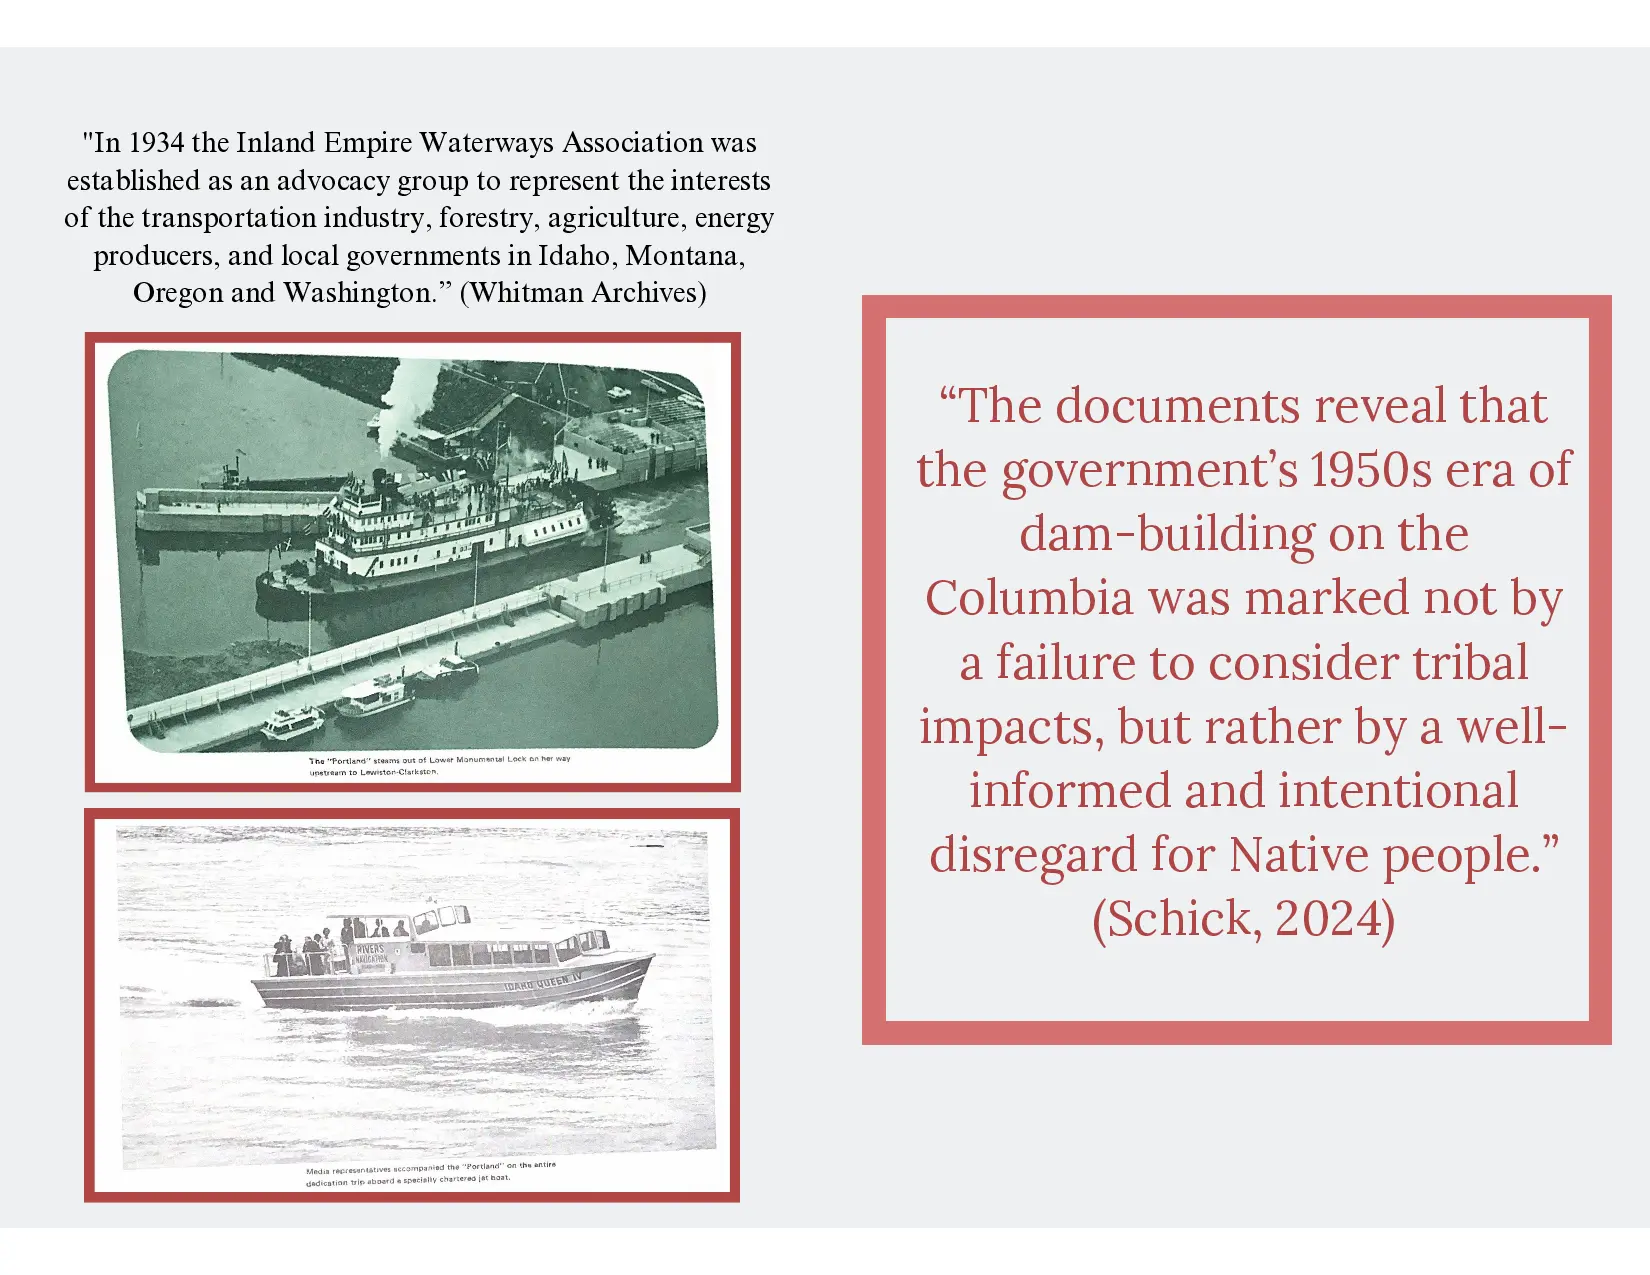 "In 1934 the Inland Empire Waterways Association was
established as an advocacy group to represent the interests
of the transportation industry, forestry, agriculture, energy
producers, and local governments in Idaho, Montana,
Oregon and Washington.” (Whitman Archives)
The "Portland" steams out of Lower Monumental Lock on her way
upstream to Lewiston-Clarkston.
RIVERS
NAVIGATION
IDAHO QUEEN IV
Media representatives accompanied the "Portland" on the entire
dedication trip aboard a specially chartered jet boat.
“The documents reveal that
the government’s 1950s era of
dam-building on the
Columbia was marked not by
a failure to consider tribal
impacts, but rather by a well-
informed and intentional
disregard for Native people.”
(Schick, 2024)